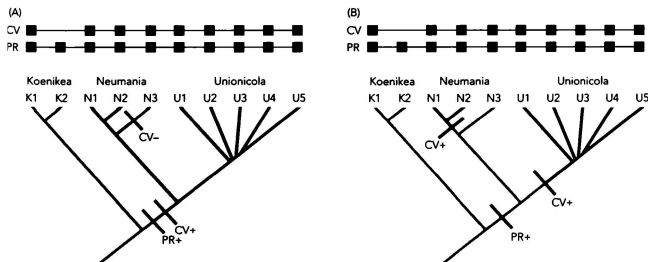 (A)
CV
PR
Koenikea Neumania Unionicola
K1 K2 N1 N2 N3 U1 U2 U3 U4 U5
CV–
CV+
PR+
(B)
CV
PR
Koenikea Neumania Unionicola
K1 K2 N1 N2 N3 U1 U2 U3 U4 U5
CV+
CV+
PR+